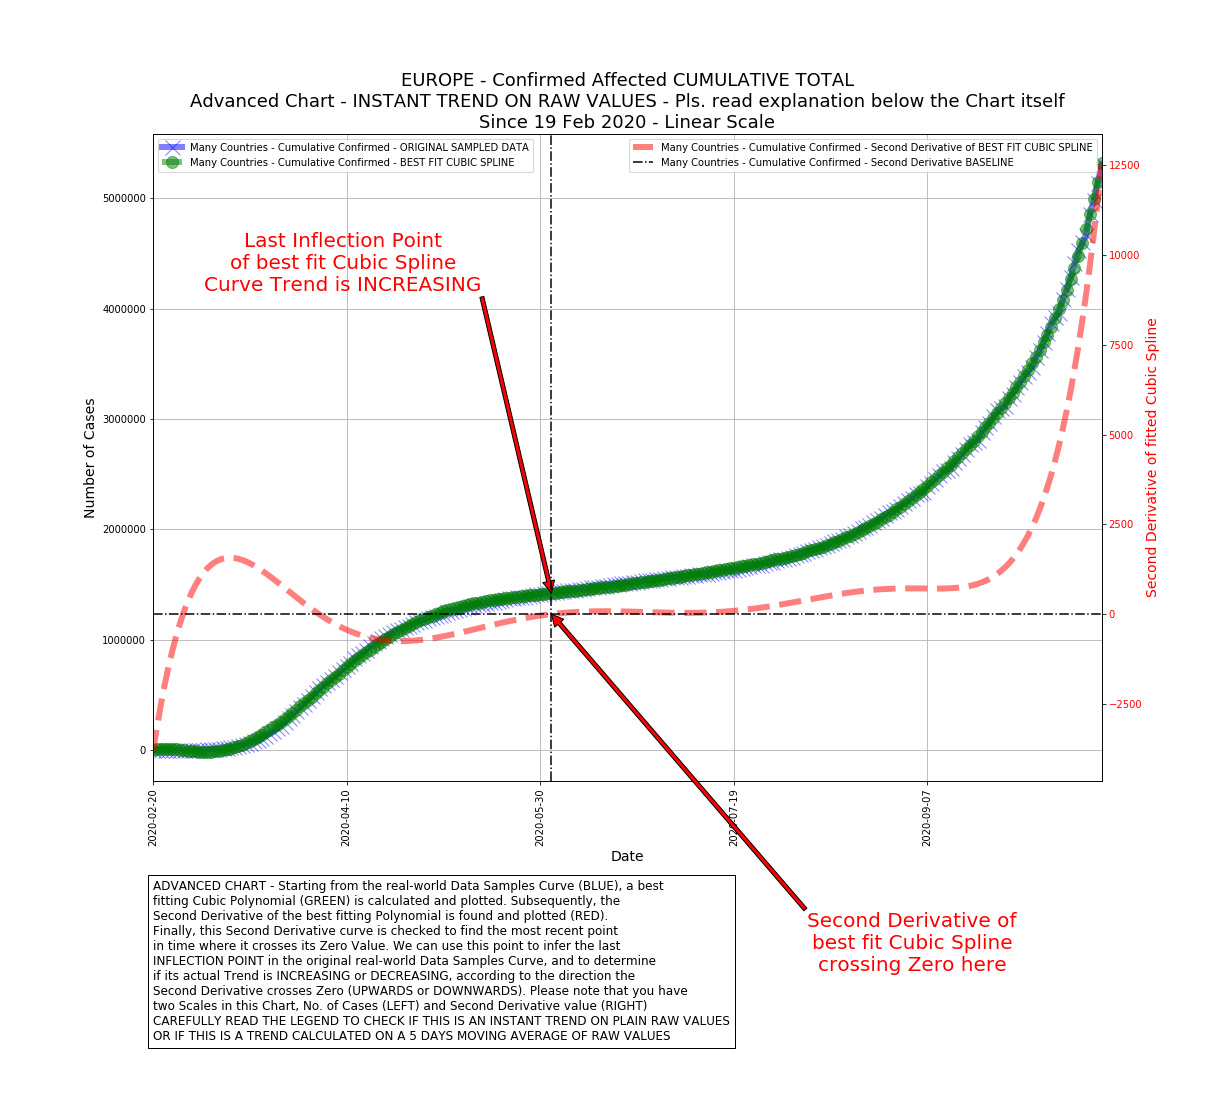 EUROPE - Confirmed Affected CUMULATIVE TOTAL
Advanced Chart - INSTANT TREND ON RAW VALUES - Pls. read explanation below the Chart itself
Since 19 Feb 2020 - Linear Scale
Many Countries - Cumulative Confirmed - ORIGINAL SAMPLED DATA
Many Countries - Cumulative Confirmed - BEST FIT CUBIC SPLINE
Many Countries - Cumulative Confirmed - Second Derivative of BEST FIT CUBIC SPLINE
Many Countries - Cumulative Confirmed - Second Derivative BASELINE
Last Inflection Point
of best fit Cubic Spline
Curve Trend is INCREASING
Number of Cases
5000000
4000000
3000000
2000000
1000000
0
12500
10000
7500
5000
2500
0
−2500
Second Derivative of fitted Cubic Spline
2020-02-20
2020-04-10
2020-05-30
2020-07-19
2020-09-07
Date
Second Derivative of
best fit Cubic Spline
crossing Zero here
ADVANCED CHART - Starting from the real-world Data Samples Curve (BLUE), a best
fitting Cubic Polynomial (GREEN) is calculated and plotted. Subsequently, the
Second Derivative of the best fitting Polynomial is found and plotted (RED).
Finally, this Second Derivative curve is checked to find the most recent point
in time where it crosses its Zero Value. We can use this point to infer the last
INFLECTION POINT in the original real-world Data Samples Curve, and to determine
if its actual Trend is INCREASING or DECREASING, according to the direction the
Second Derivative crosses Zero (UPWARDS or DOWNWARDS). Please note that you have
two Scales in this Chart, No. of Cases (LEFT) and Second Derivative value (RIGHT)
CAREFULLY READ THE LEGEND TO CHECK IF THIS IS AN INSTANT TREND ON PLAIN RAW VALUES
OR IF THIS IS A TREND CALCULATED ON A 5 DAYS MOVING AVERAGE OF RAW VALUES